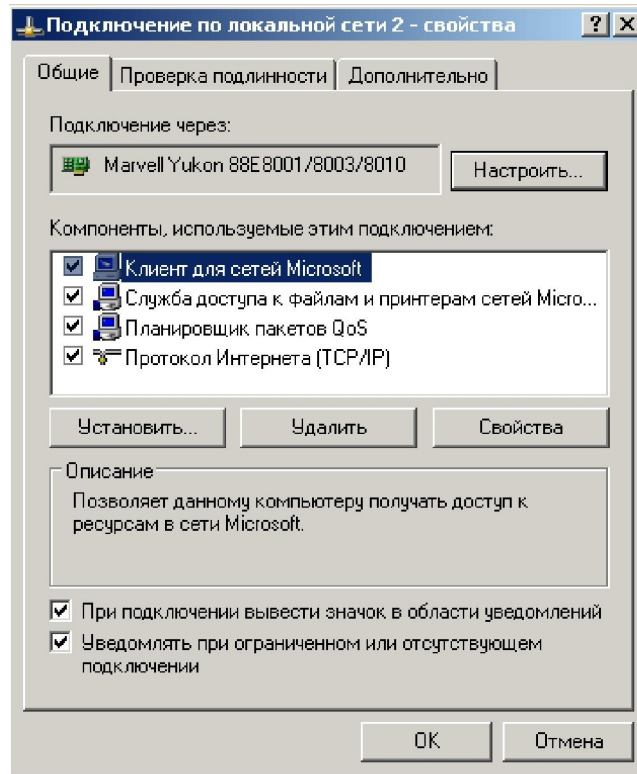 Подключение по локальной сети 2 - свойства
Общие
Проверка подлинности
Дополнительно
Подключение через:
Marvell Yukon 88E8001/8003/8010
Настроить...
Компоненты, используемые этим подключением:
Клиент для сетей Microsoft
Служба доступа к файлам и принтерам сетей Micro...
Планировщик пакетов QoS
Протокол Интернета (TCP/IP)
Установить...
Удалить
Свойства
Описание
Позволяет данному компьютеру получать доступ к
ресурсам в сети Microsoft.
При подключении вывести значок в области уведомлений
Уведомлять при ограниченном или отсутствующем
подключении
OK
Отмена